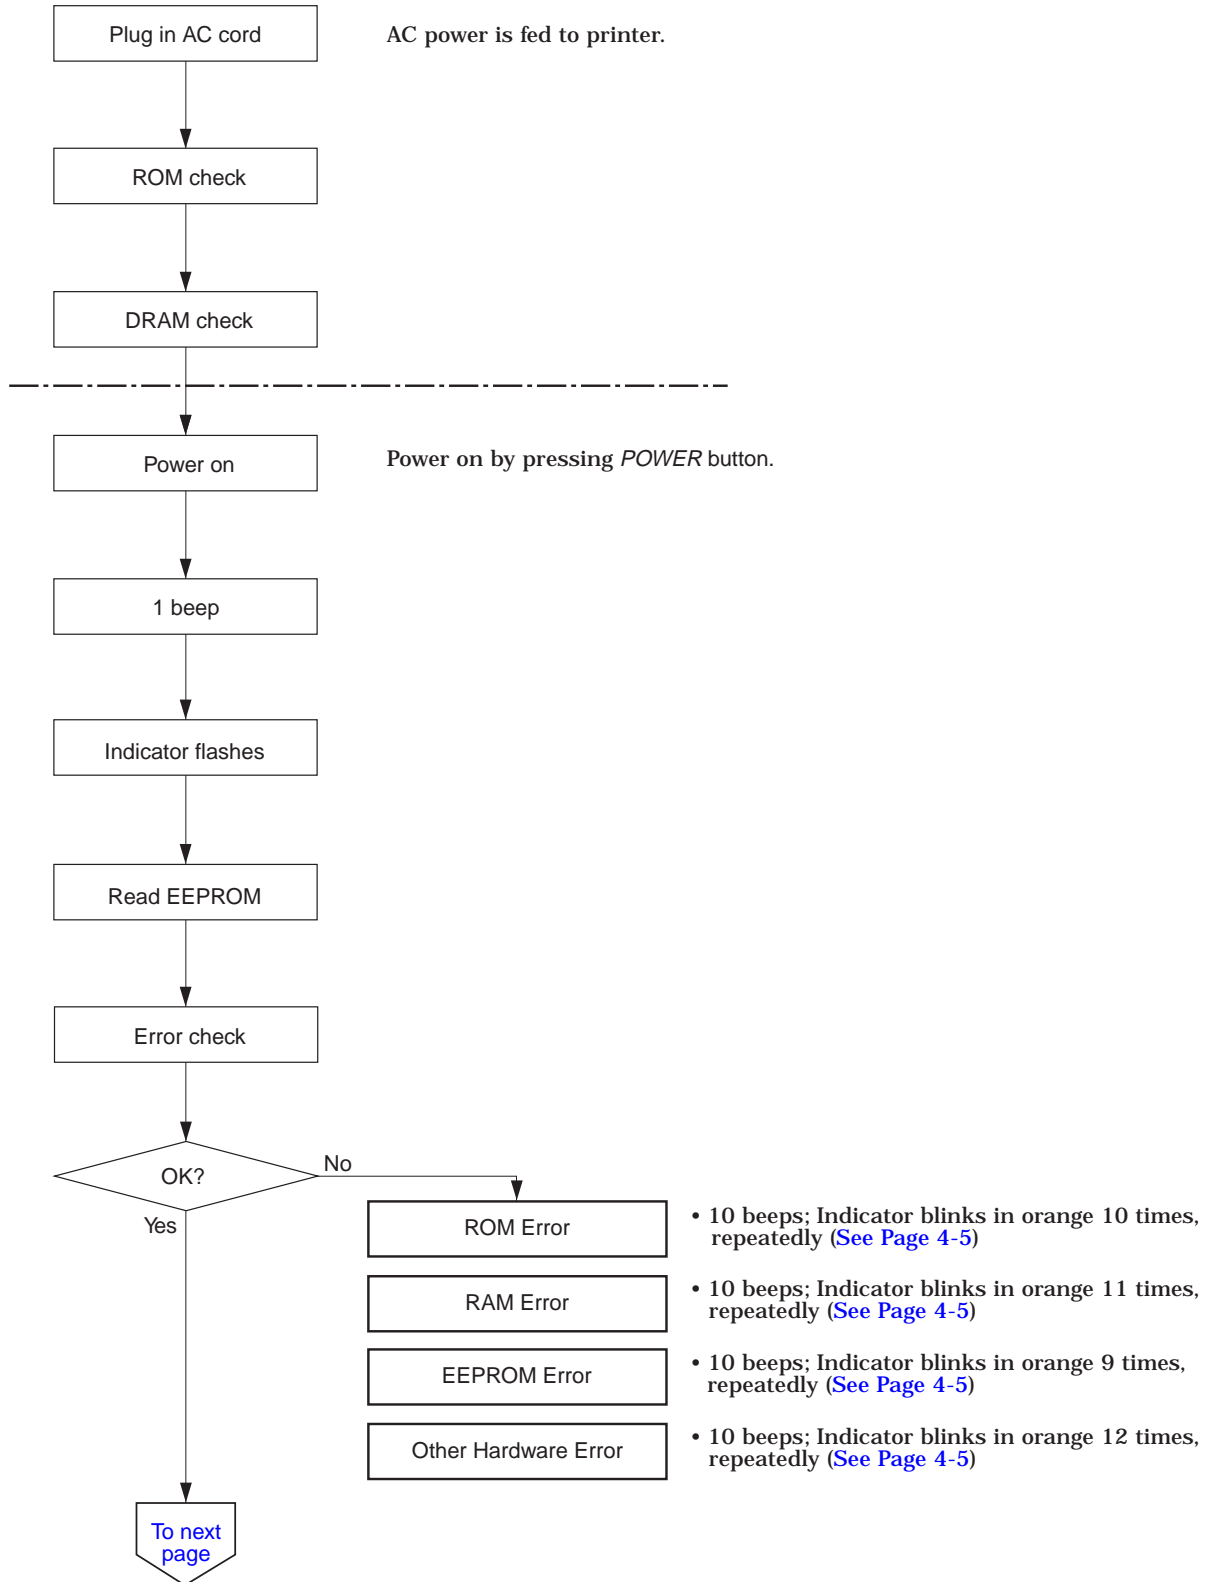 Plug in AC cord
AC power is fed to printer.
ROM check
DRAM check
Power on
Power on by pressing POWER button.
1 beep
Indicator flashes
Read EEPROM
Error check
OK?
No
Yes
ROM Error
• 10 beeps; Indicator blinks in orange 10 times,
repeatedly (See Page 4-5)
RAM Error
• 10 beeps; Indicator blinks in orange 11 times,
repeatedly (See Page 4-5)
EEPROM Error
• 10 beeps; Indicator blinks in orange 9 times,
repeatedly (See Page 4-5)
Other Hardware Error
• 10 beeps; Indicator blinks in orange 12 times,
repeatedly (See Page 4-5)
To next
page